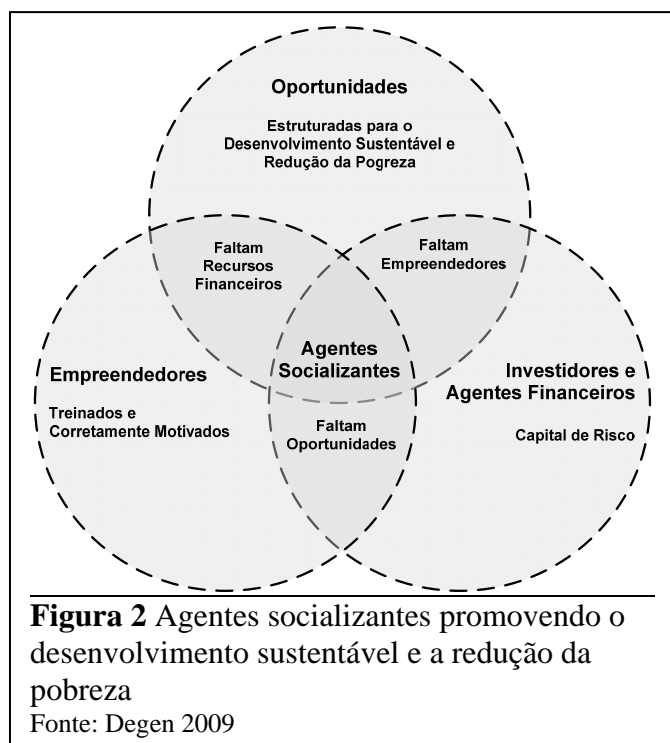 Oportunidades
Estruturadas para o
Desenvolvimento Sustentável e
Redução da Pogreza
Faltam
Recursos
Financeiros
Faltam
Empreendedores
Agentes
Socializantes
Empreendedores
Treinados e
Corretamente Motivados
Investidores e
Agentes Financeiros
Capital de Risco
Faltam
Oportunidades
Figura 2 Agentes socializantes promovendo o
desenvolvimento sustentável e a redução da
pobreza
Fonte: Degen 2009